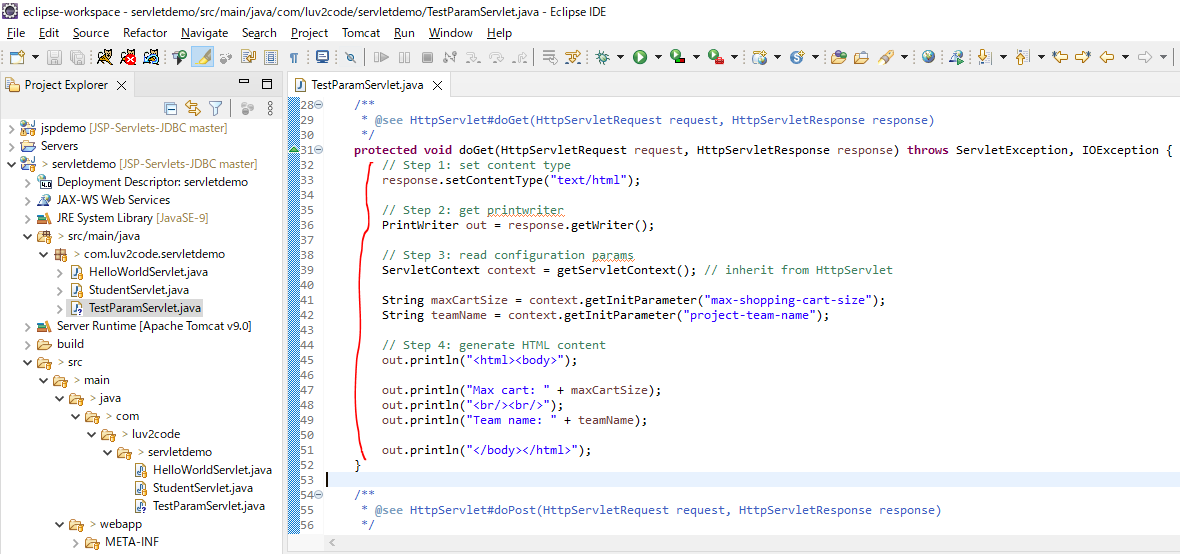 eclipse-workspace - servletdemo/src/main/java/com/luv2code/servletdemo/TestParamServlet.java - Eclipse IDE
File Edit Source Refactor Navigate Search Project Tomcat Run Window Help
Project Explorer
jspdemo [JSP-Servlets-JDBC master]
Servers
> servletdemo [JSP-Servlets-JDBC master]
Deployment Descriptor: servletdemo
JAX-WS Web Services
JRE System Library [JavaSE-9]
> src/main/java
> com.luv2code.servletdemo
HelloWorldServlet.java
StudentServlet.java
TestParamServlet.java
Server Runtime [Apache Tomcat v9.0]
build
> src
> main
> java
> com
> luv2code
> servletdemo
HelloWorldServlet.java
StudentServlet.java
TestParamServlet.java
> webapp
META-INF
TestParamServlet.java
28 /**
29 * @see HttpServlet#doGet(HttpServletRequest request, HttpServletResponse response)
30 */
31 protected void doGet(HttpServletRequest request, HttpServletResponse response) throws ServletException, IOException {
32 // Step 1: set content type
33 response.setContentType("text/html");
34
35 // Step 2: get printwriter
36 PrintWriter out = response.getWriter();
37
38 // Step 3: read configuration params
39 ServletContext context = getServletContext(); // inherit from HttpServlet
40
41 String maxCartSize = context.getInitParameter("max-shopping-cart-size");
42 String teamName = context.getInitParameter("project-team-name");
43
44 // Step 4: generate HTML content
45 out.println("<html><body>");
46
47 out.println("Max cart: " + maxCartSize);
48 out.println("<br/><br/>");
49 out.println("Team name: " + teamName);
50
51 out.println("</body></html>");
52 }
53
54 /**
55 * @see HttpServlet#doPost(HttpServletRequest request, HttpServletResponse response)
56 */